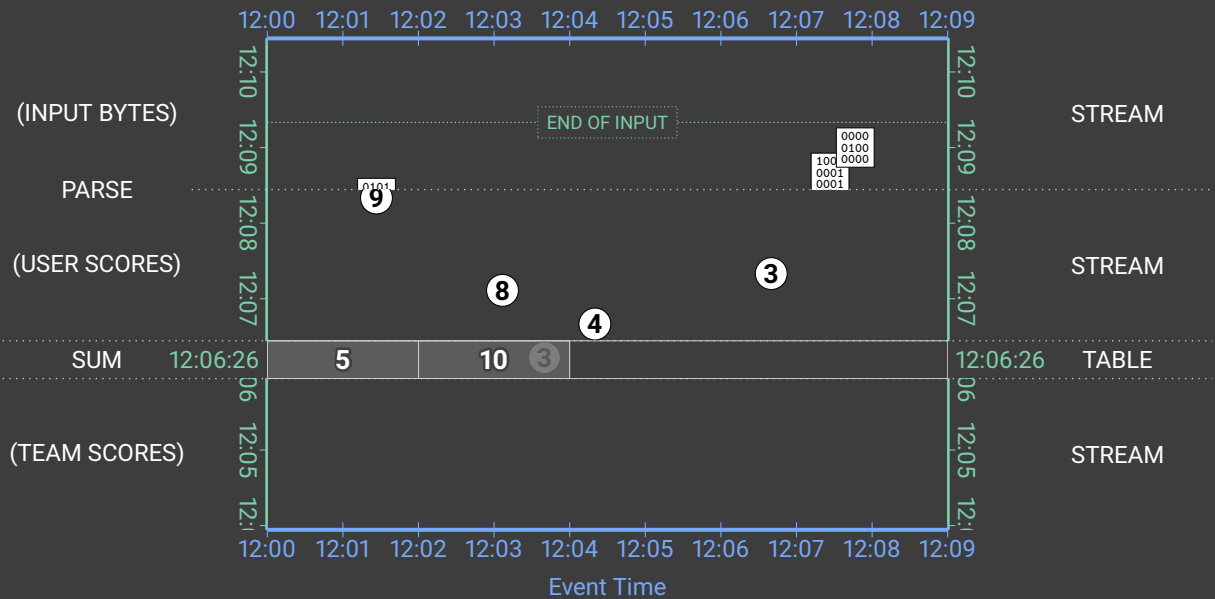 12:00 12:01 12:02 12:03 12:04 12:05 12:06 12:07 12:08 12:09
12:10 12:10
(INPUT BYTES) STREAM
END OF INPUT
12:09 12:09
0000
0100
0000
100
0001
0001
PARSE
0101
9
12:08 12:08
(USER SCORES) STREAM
3
8
12:07 12:07
4
SUM 12:06:26 5 10 3 12:06:26 TABLE
06 06
12:05 12:05
(TEAM SCORES) STREAM
12:00 12:01 12:02 12:03 12:04 12:05 12:06 12:07 12:08 12:09
Event Time